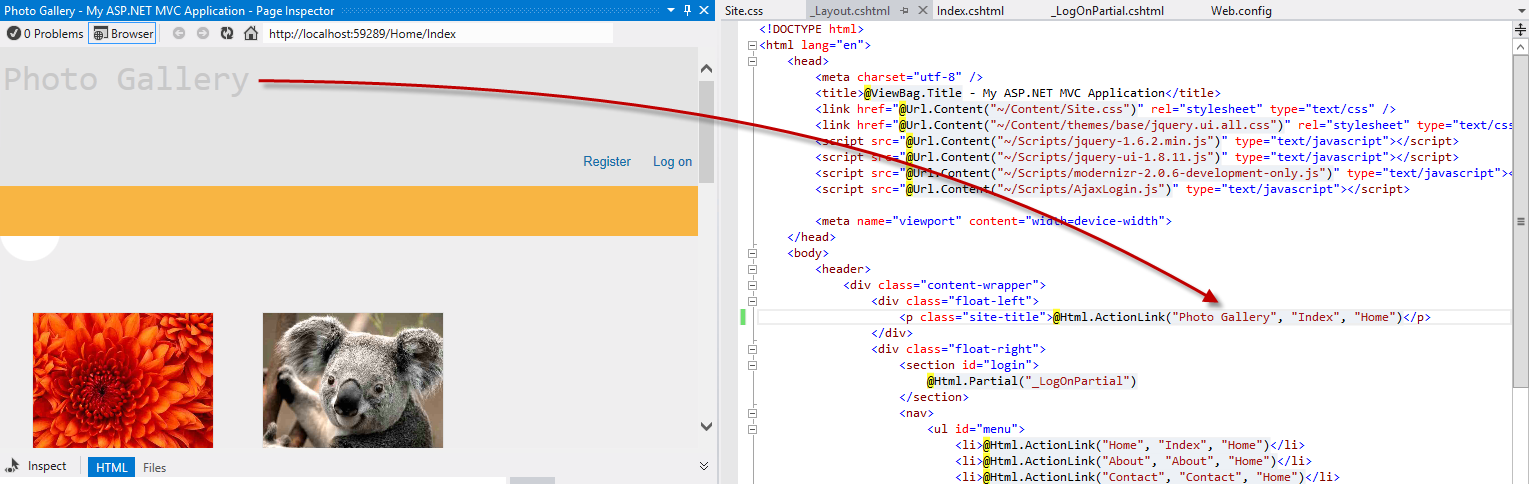 Photo Gallery - My ASP.NET MVC Application - Page Inspector
0 Problems Browser http://localhost:59289/Home/Index
Photo Gallery
Register Log on
Inspect HTML Files
Site.css _Layout.cshtml Index.cshtml _LogOnPartial.cshtml Web.config
<!DOCTYPE html>
<html lang="en">
<head>
<meta charset="utf-8" />
<title>@ViewBag.Title - My ASP.NET MVC Application</title>
<link href="@Url.Content("~/Content/Site.css")" rel="stylesheet" type="text/css" />
<link href="@Url.Content("~/Content/themes/base/jquery.ui.all.css")" rel="stylesheet" type="text/css
<script src="@Url.Content("~/Scripts/jquery-1.6.2.min.js")" type="text/javascript"></script>
<script src="@Url.Content("~/Scripts/jquery-ui-1.8.11.js")" type="text/javascript"></script>
<script src="@Url.Content("~/Scripts/modernizr-2.0.6-development-only.js")" type="text/javascript"><
<script src="@Url.Content("~/Scripts/AjaxLogin.js")" type="text/javascript"></script>
<meta name="viewport" content="width=device-width">
</head>
<body>
<header>
<div class="content-wrapper">
<div class="float-left">
<p class="site-title">@Html.ActionLink("Photo Gallery", "Index", "Home")</p>
</div>
<div class="float-right">
<section id="login">
@Html.Partial("_LogOnPartial")
</section>
<nav>
<ul id="menu">
<li>@Html.ActionLink("Home", "Index", "Home")</li>
<li>@Html.ActionLink("About", "About", "Home")</li>
<li>@Html.ActionLink("Contact", "Contact", "Home")</li>